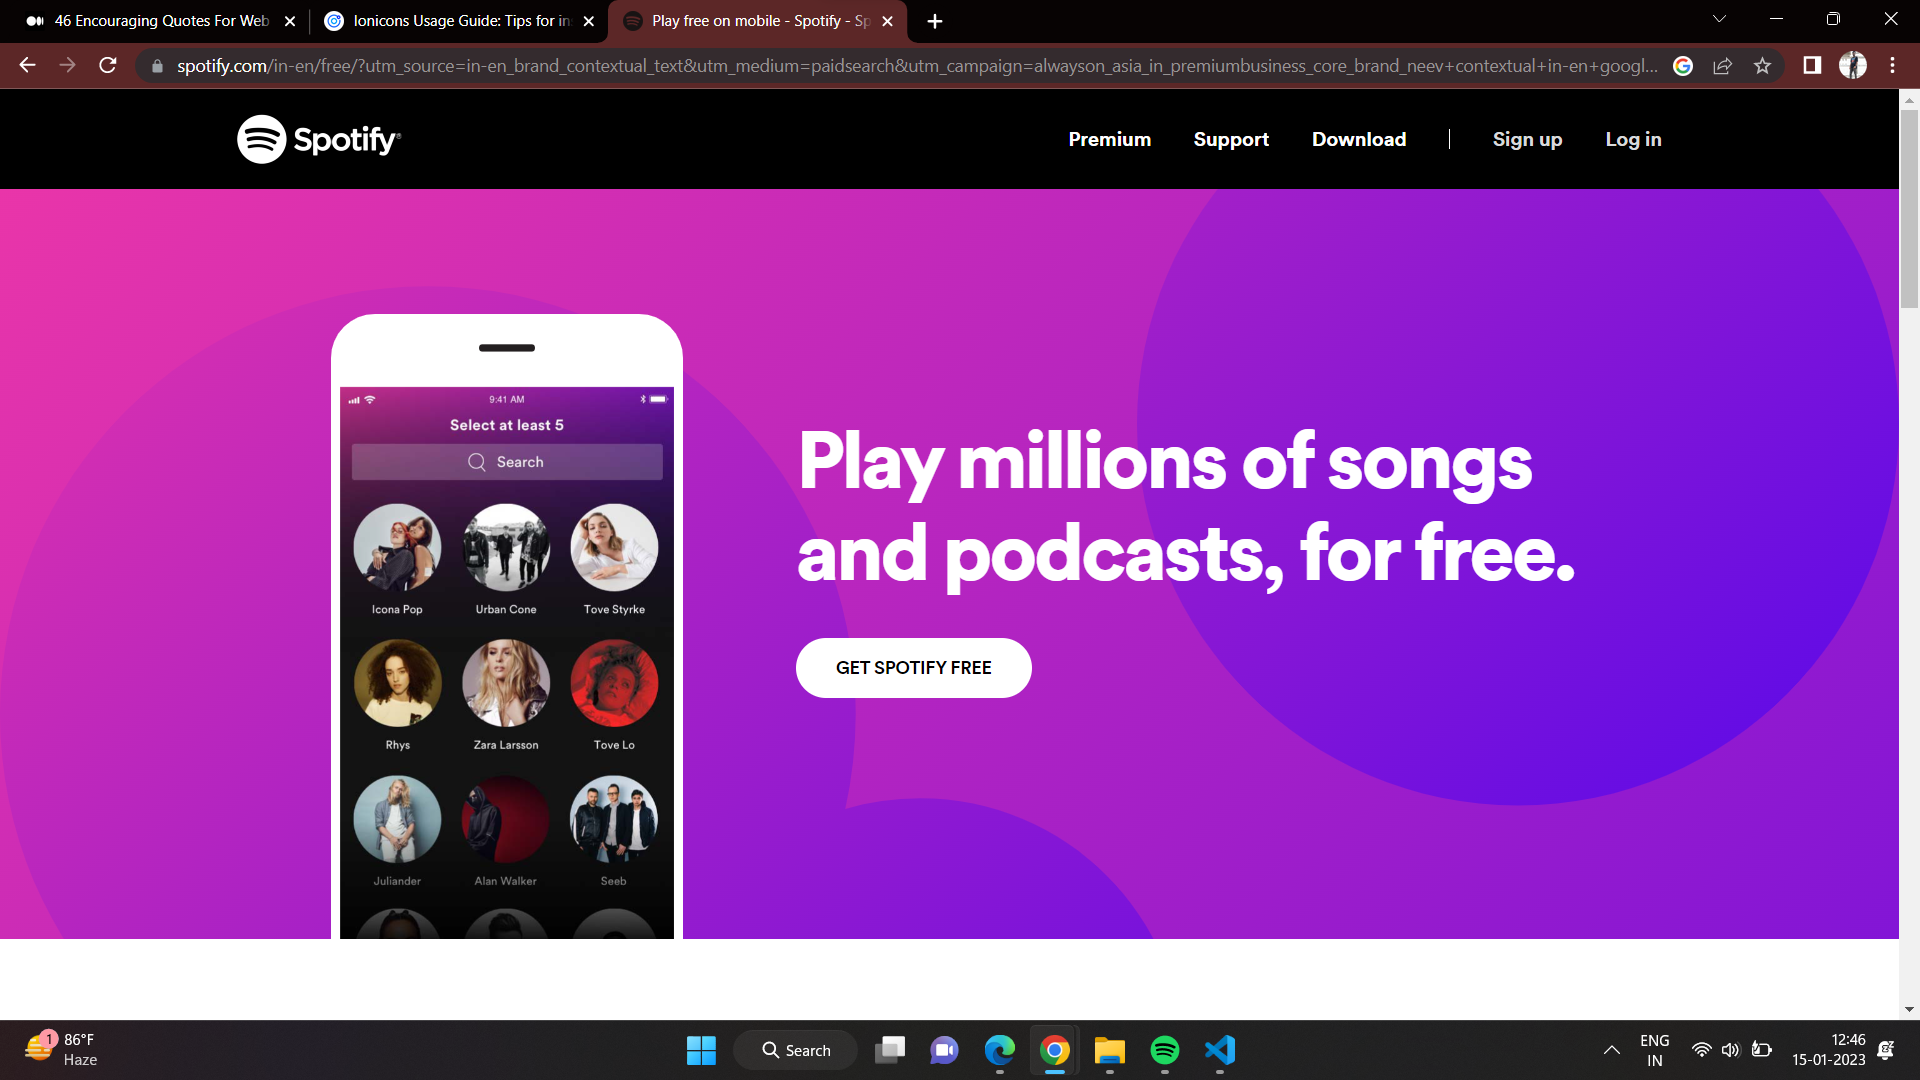 46 Encouraging Quotes For Web
Ionicons Usage Guide: Tips for in
Play free on mobile - Spotify - Sp
spotify.com/in-en/free/?utm_source=in-en_brand_contextual_text&utm_medium=paidsearch&utm_campaign=alwayson_asia_in_premiumbusiness_core_brand_neev+contextual+in-en+googl...
Spotify®
Premium
Support
Download
Sign up
Log in
9:41 AM
Select at least 5
Search
Icona Pop
Urban Cone
Tove Styrke
Rhys
Zara Larsson
Tove Lo
Juliander
Alan Walker
Seeb
Play millions of songs
and podcasts, for free.
GET SPOTIFY FREE
1
86°F
Haze
Search
ENG
IN
12:46
15-01-2023